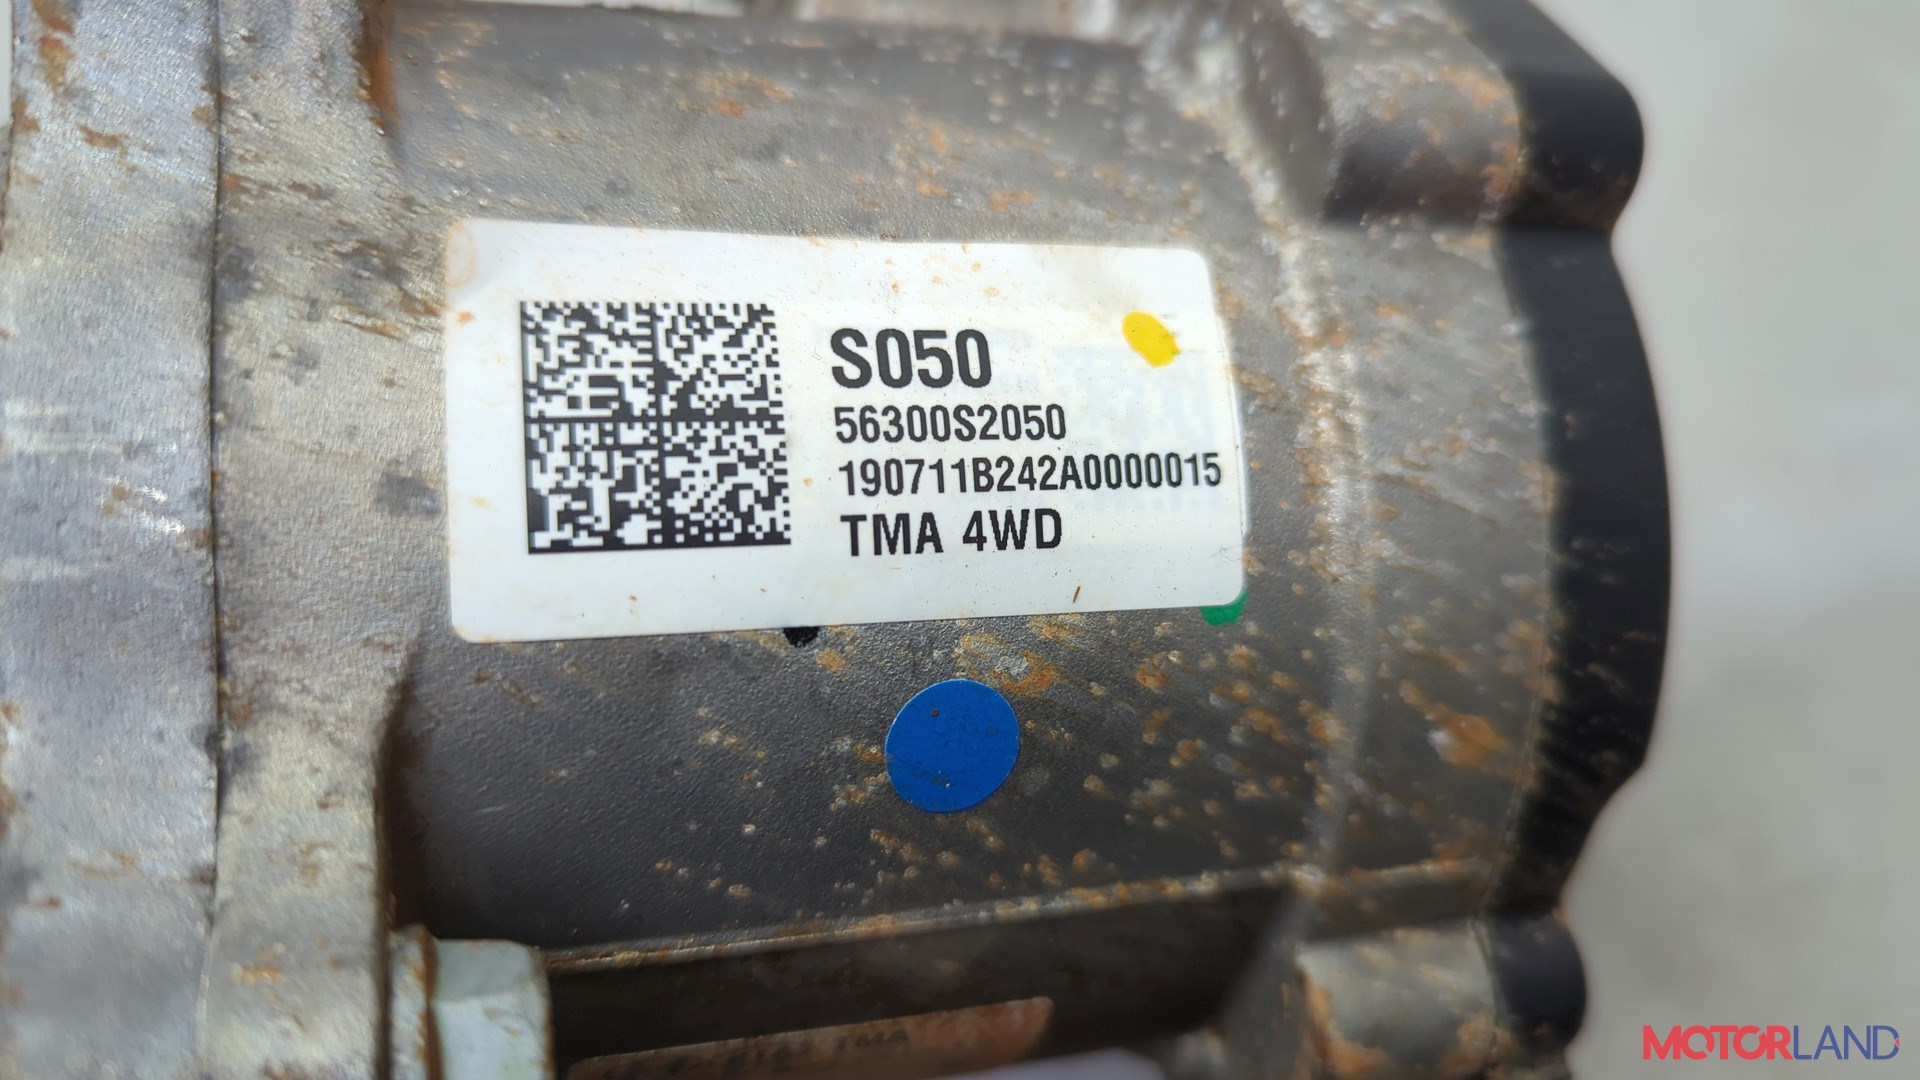 S050
56300S2050
190711B242A0000015
TMA 4WD
MOTORLAND